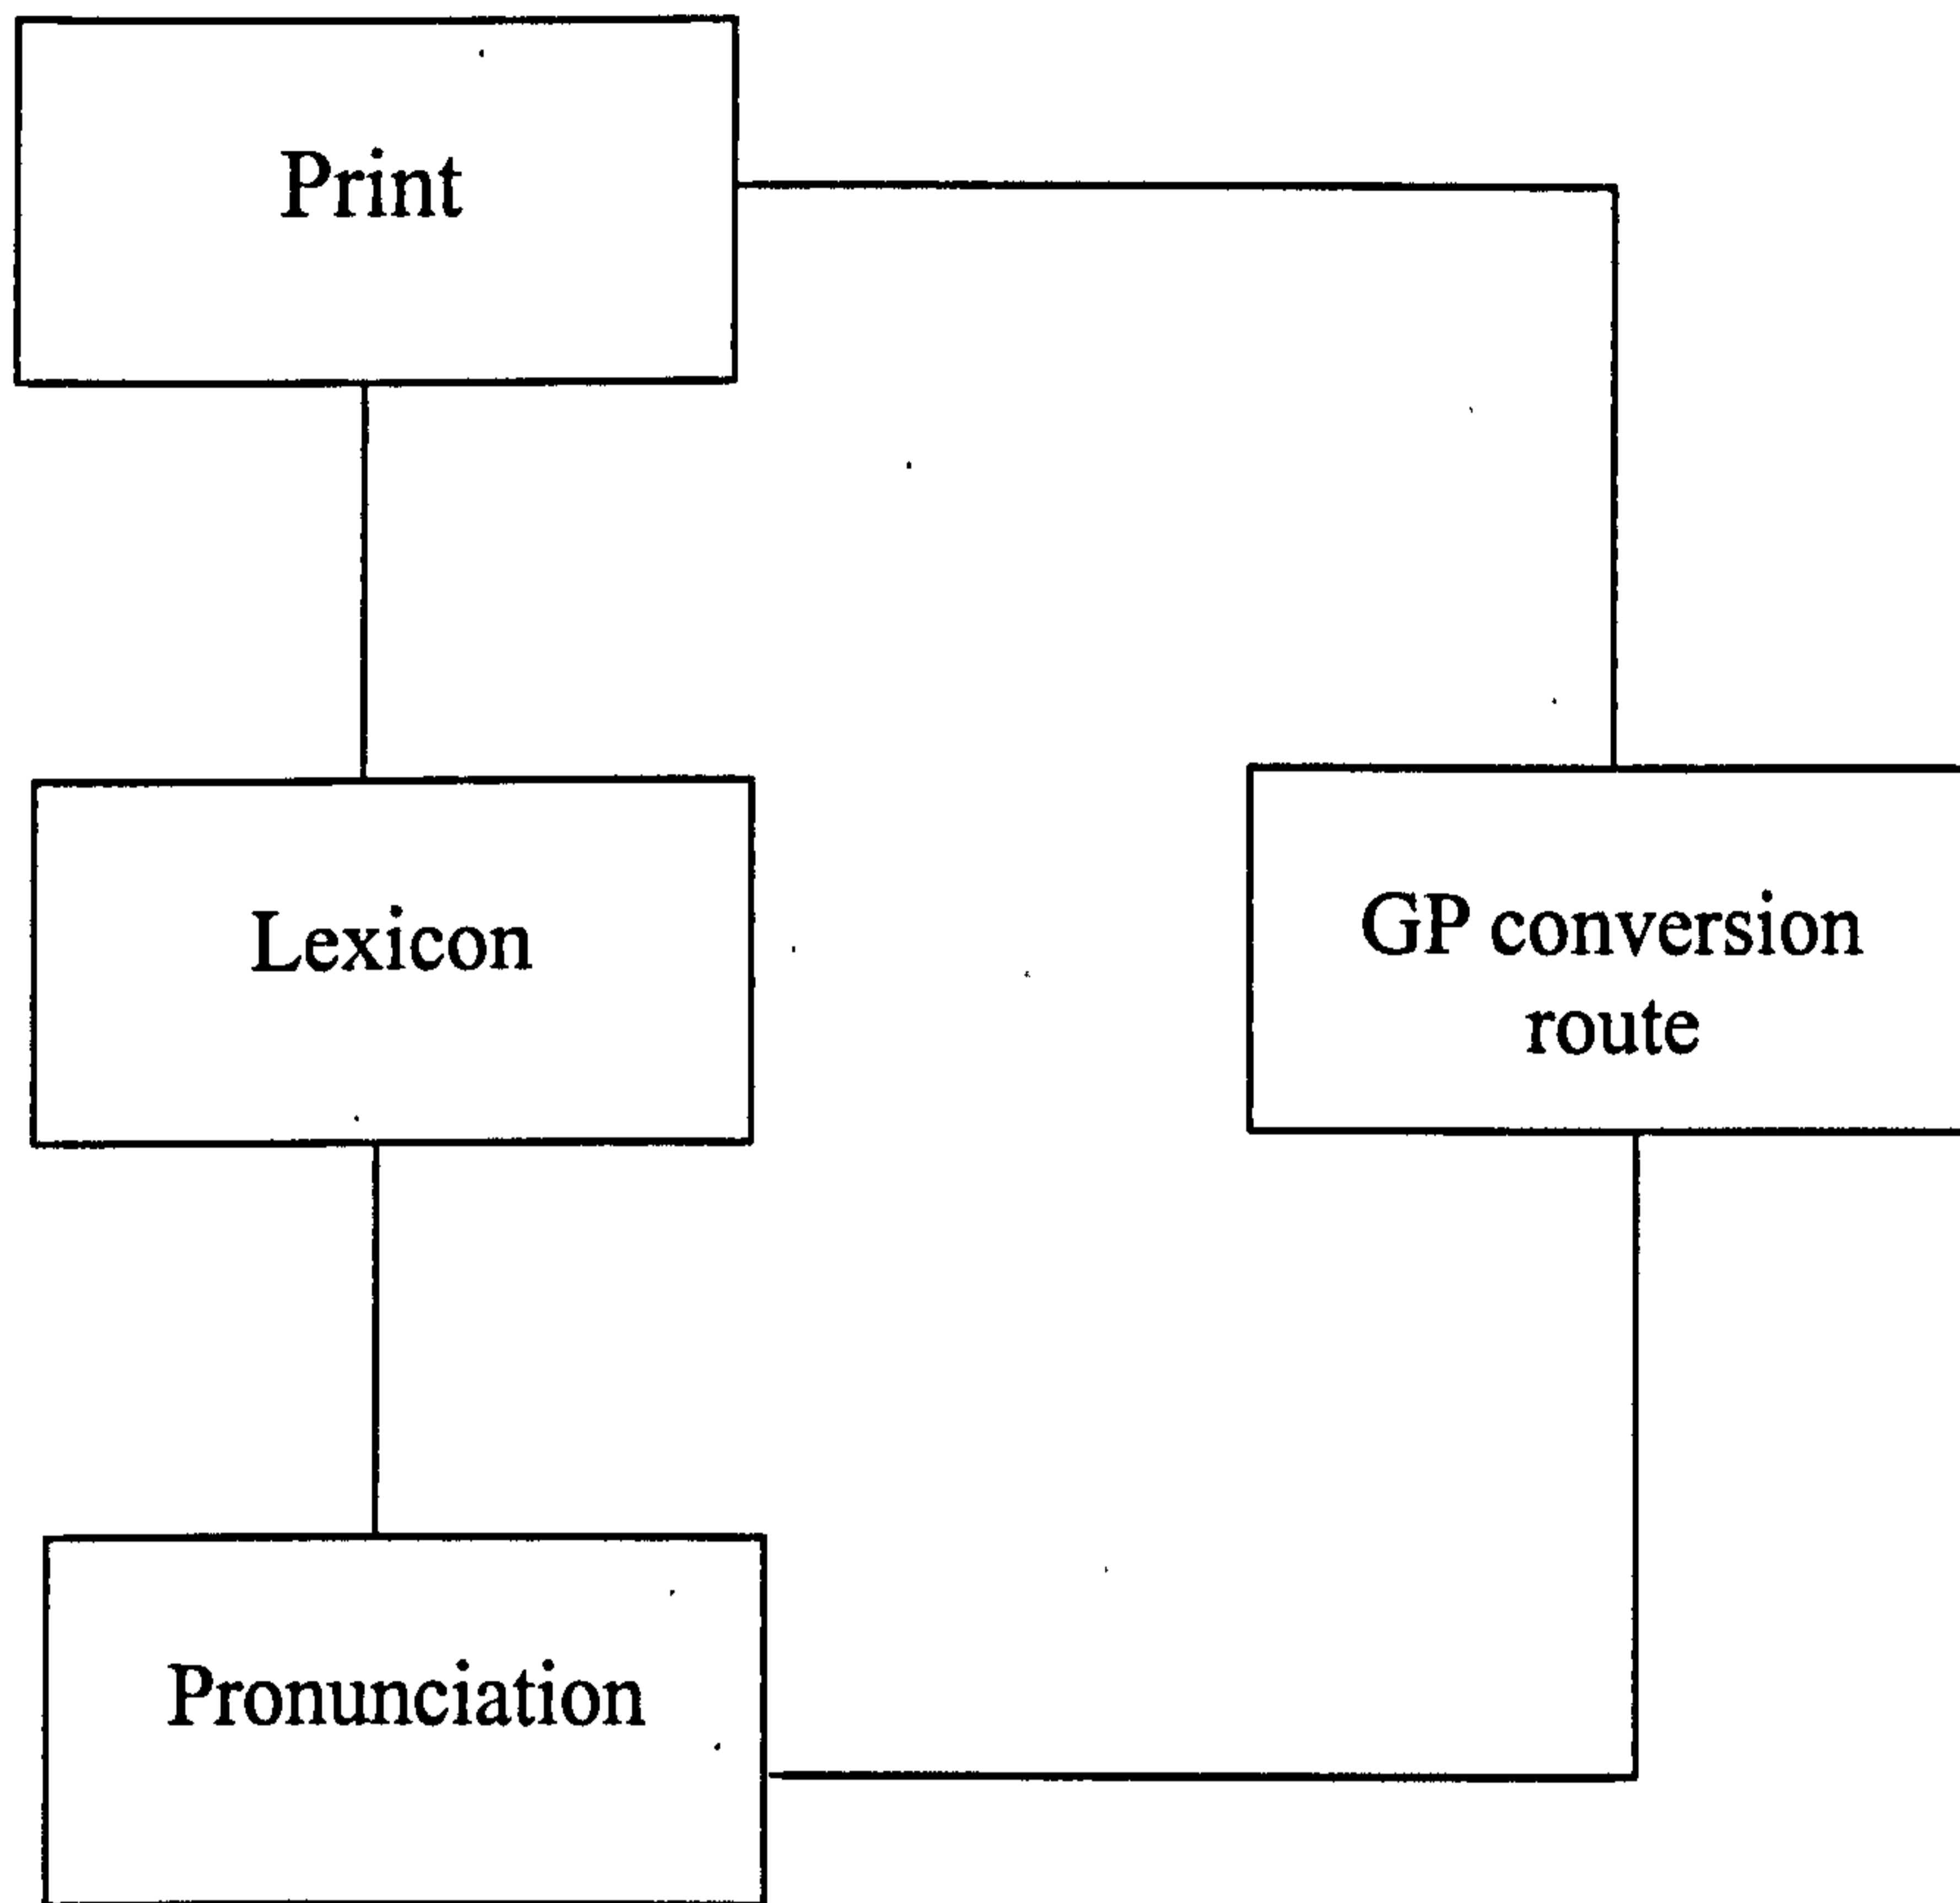 Print
Lexicon
GP conversion
route
Pronunciation